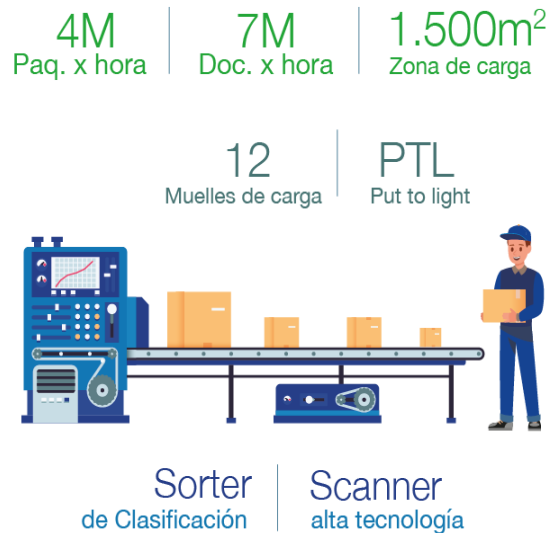 4M
Paq. x hora
7M
Doc. x hora
1.500m²
Zona de carga
12
Muelles de carga
PTL
Put to light
Sorter
de Clasificación
Scanner
alta tecnología